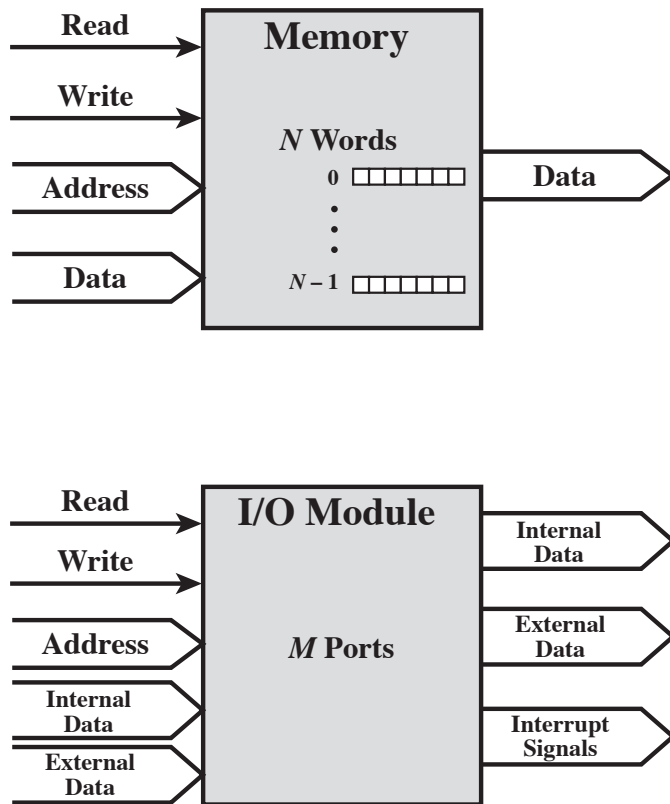 Read
Memory
Write
N Words
Address
0
Data
Data
N – 1
Read
I/O Module
Internal
Data
Write
Address
M Ports
External
Data
Internal
Data
Interrupt
Signals
External
Data